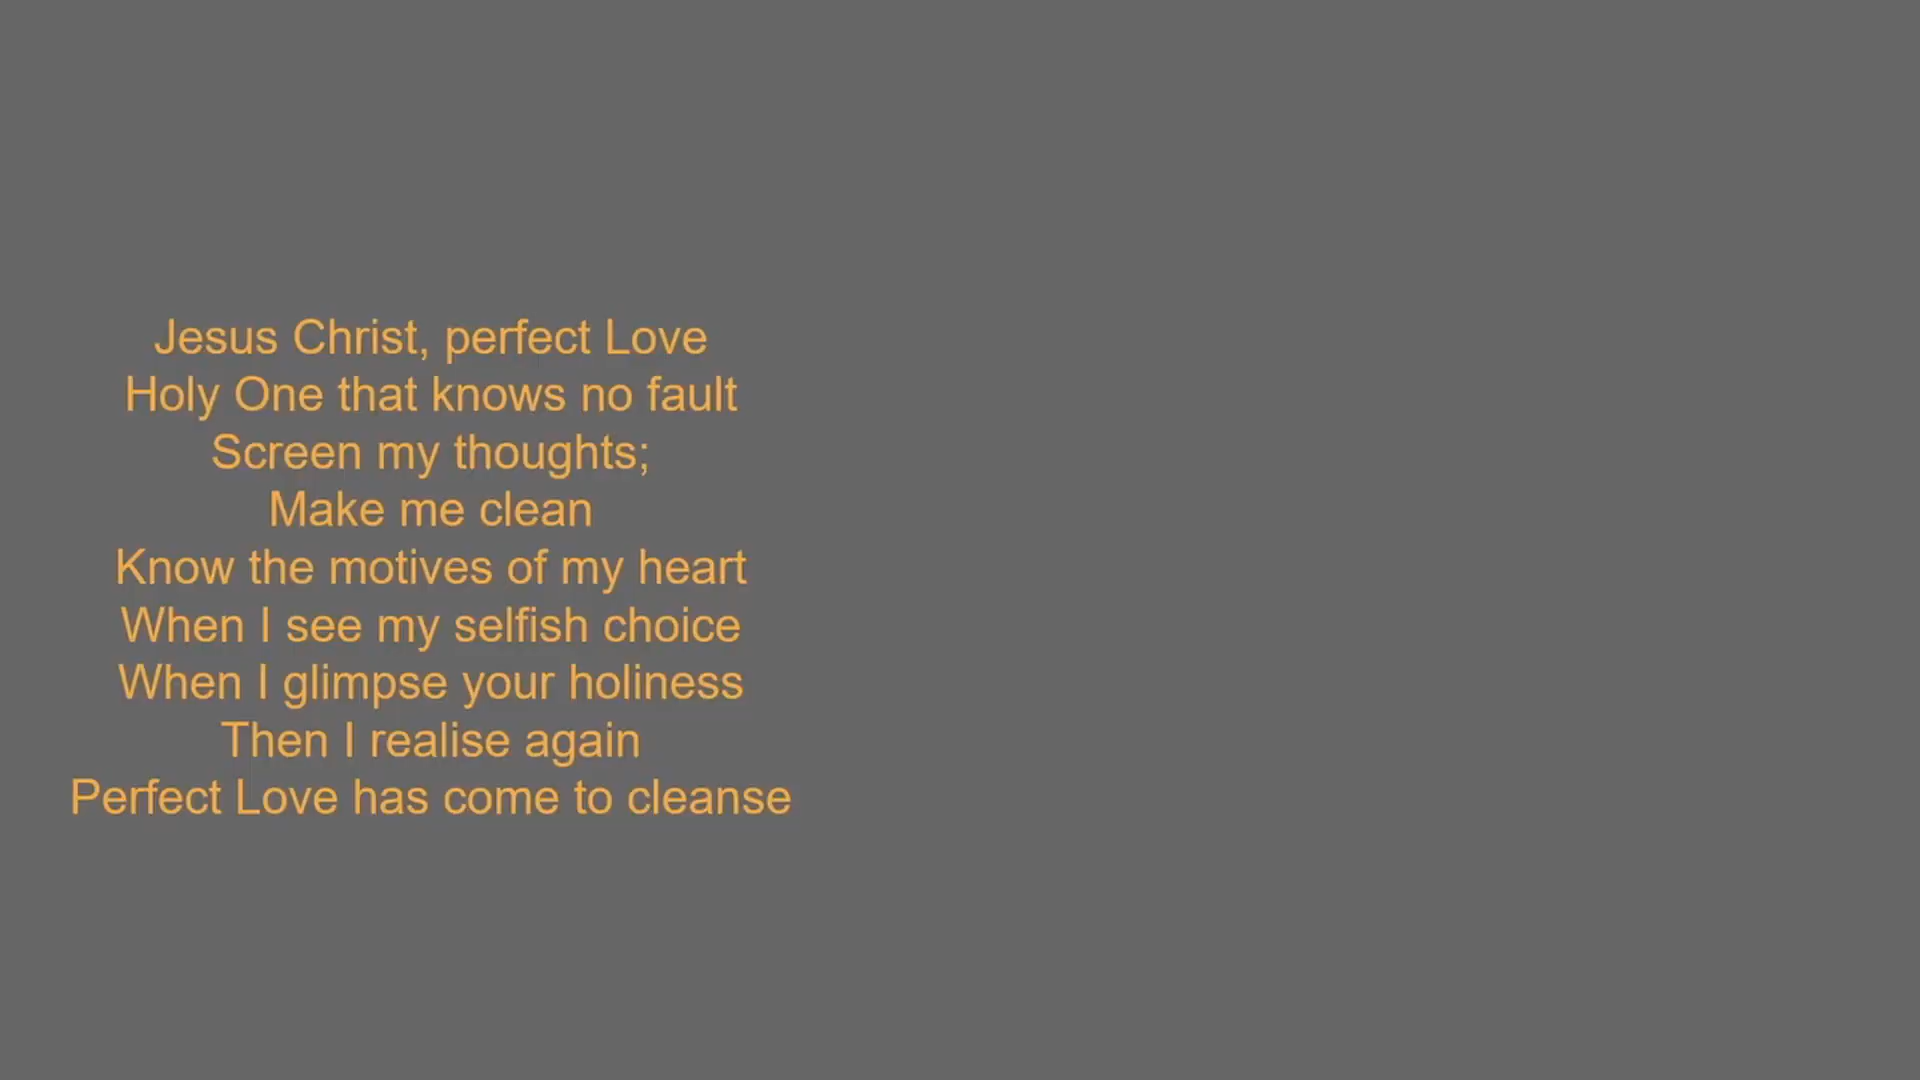 Jesus Christ, perfect Love
Holy One that knows no fault
Screen my thoughts;
Make me clean
Know the motives of my heart
When I see my selfish choice
When I glimpse your holiness
Then I realise again
Perfect Love has come to cleanse